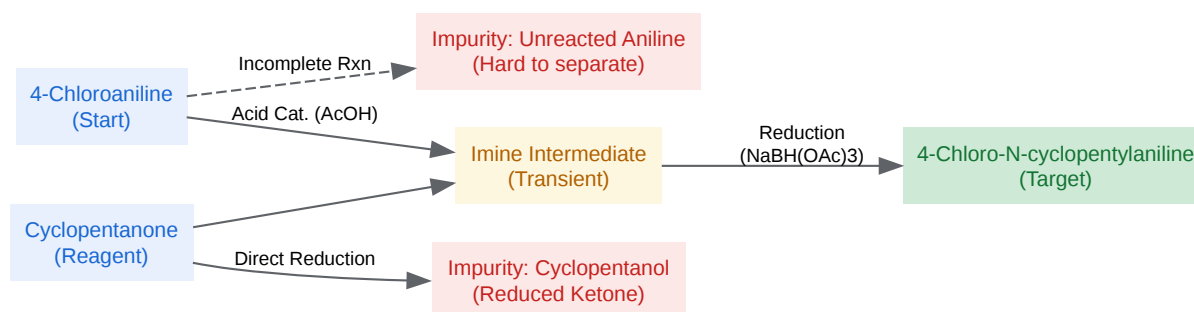 Impurity: Unreacted Aniline
(Hard to separate)
Incomplete Rxn
4-Chloroaniline
(Start)
Acid Cat. (AcOH)
Imine Intermediate
(Transient)
Reduction
(NaBH(OAc)3)
4-Chloro-N-cyclopentylaniline
(Target)
Cyclopentanone
(Reagent)
Direct Reduction
Impurity: Cyclopentanol
(Reduced Ketone)